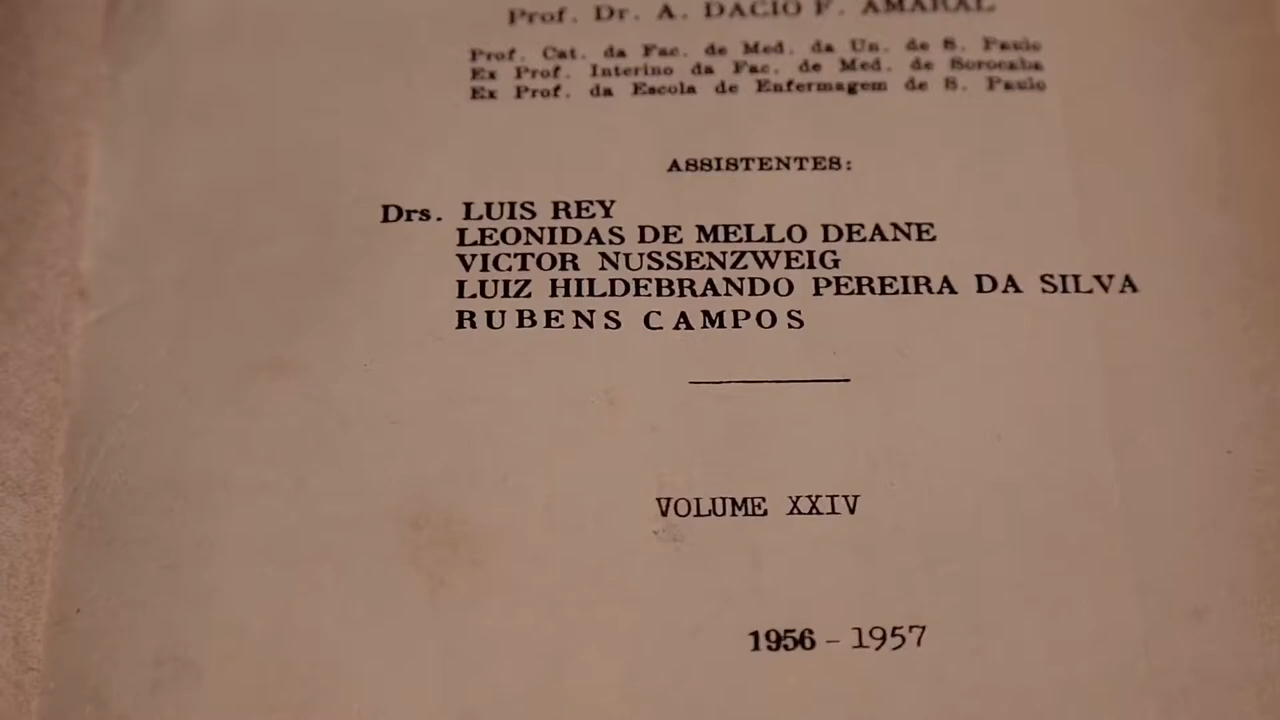 Prof. Dr. A. DACIO F. AMARAL
Prof. Cat. da Fac. de Med. da Un. de S. Paulo
Ex Prof. Interino da Fac. de Med. de Sorocaba
Ex Prof. da Escola de Enfermagem de S. Paulo
ASSISTENTES:
Drs. LUIS REY
LEONIDAS DE MELLO DEANE
VICTOR NUSSENZWEIG
LUIZ HILDEBRANDO PEREIRA DA SILVA
RUBENS CAMPOS
VOLUME XXIV
1956 - 1957